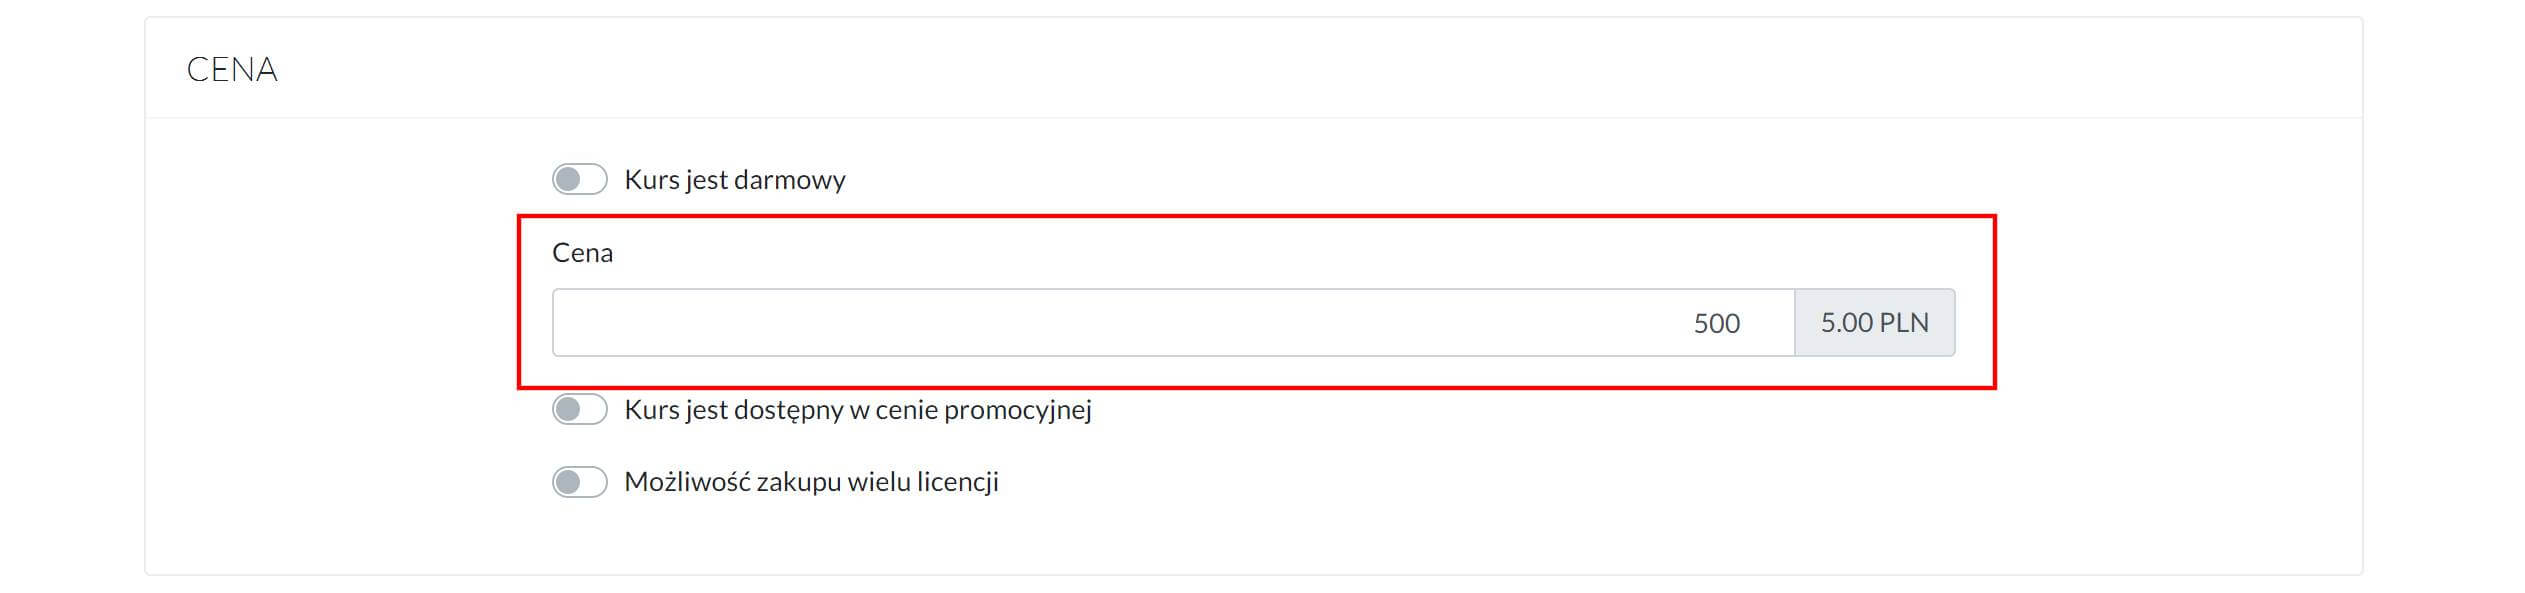 CENA
Kurs jest darmowy
Cena
500 5.00 PLN
Kurs jest dostępny w cenie promocyjnej
Możliwość zakupu wielu licencji